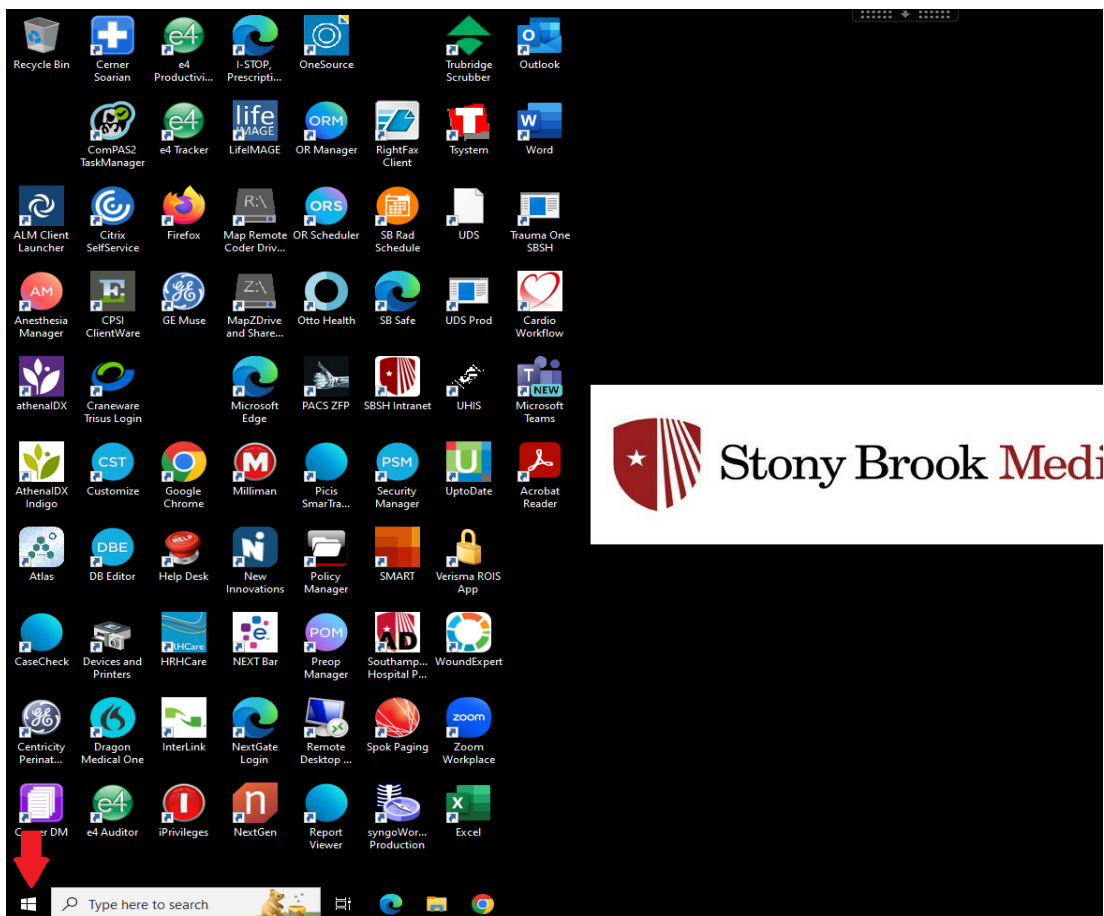 Recycle Bin
Cerner
Soarian
e4
Productivi...
I-STOP,
Prescripti...
OneSource
Trubridge
Scrubber
Outlook
ComPAS2
TaskManager
e4 Tracker
LifeIMAGE
OR Manager
RightFax
Client
Tsystem
Word
ALM Client
Launcher
Citrix
SelfService
Firefox
Map Remote
Coder Driv...
OR Scheduler
SB Rad
Schedule
UDS
Trauma One
SBSH
Anesthesia
Manager
CPSI
ClientWare
GE Muse
MapZDrive
and Share...
Otto Health
SB Safe
UDS Prod
Cardio
Workflow
athenaIDX
Craneware
Trisus Login
Microsoft
Edge
PACS ZFP
SBSH Intranet
UHIS
Microsoft
Teams
Stony Brook Medi
AthenaIDX
Indigo
Customize
Google
Chrome
Milliman
Picis
SmarTra...
Security
Manager
UptoDate
Acrobat
Reader
Atlas
DB Editor
Help Desk
New
Innovations
Policy
Manager
SMART
Verisma ROIS
App
CaseCheck
Devices and
Printers
HRHCare
NEXT Bar
Preop
Manager
Southamp...
Hospital P...
WoundExpert
Centricity
Perinat...
Dragon
Medical One
InterLink
NextGate
Login
Remote
Desktop ...
Spok Paging
Zoom
Workplace
e4 Auditor
iPrivileges
NextGen
Report
Viewer
syngoWor...
Production
Excel
Type here to search